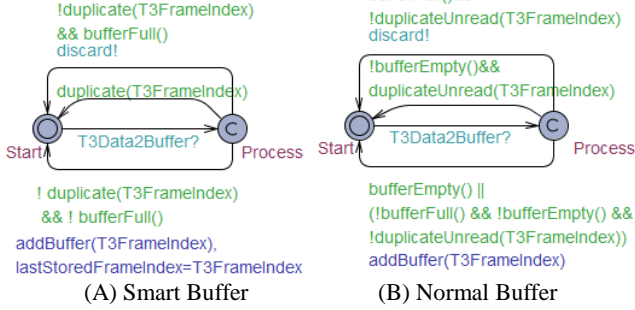 !duplicate(T3FrameIndex)
&& bufferFull()
discard!
duplicate(T3FrameIndex)
T3Data2Buffer?
Start
C
Process
! duplicate(T3FrameIndex)
&& ! bufferFull()
addBuffer(T3FrameIndex),
lastStoredFrameIndex=T3FrameIndex
(A) Smart Buffer
!duplicateUnread(T3FrameIndex)
discard!
!bufferEmpty()&&
duplicateUnread(T3FrameIndex)
T3Data2Buffer?
Start
C
Process
bufferEmpty() ||
(!bufferFull() && !bufferEmpty() &&
!duplicateUnread(T3FrameIndex))
addBuffer(T3FrameIndex)
(B) Normal Buffer